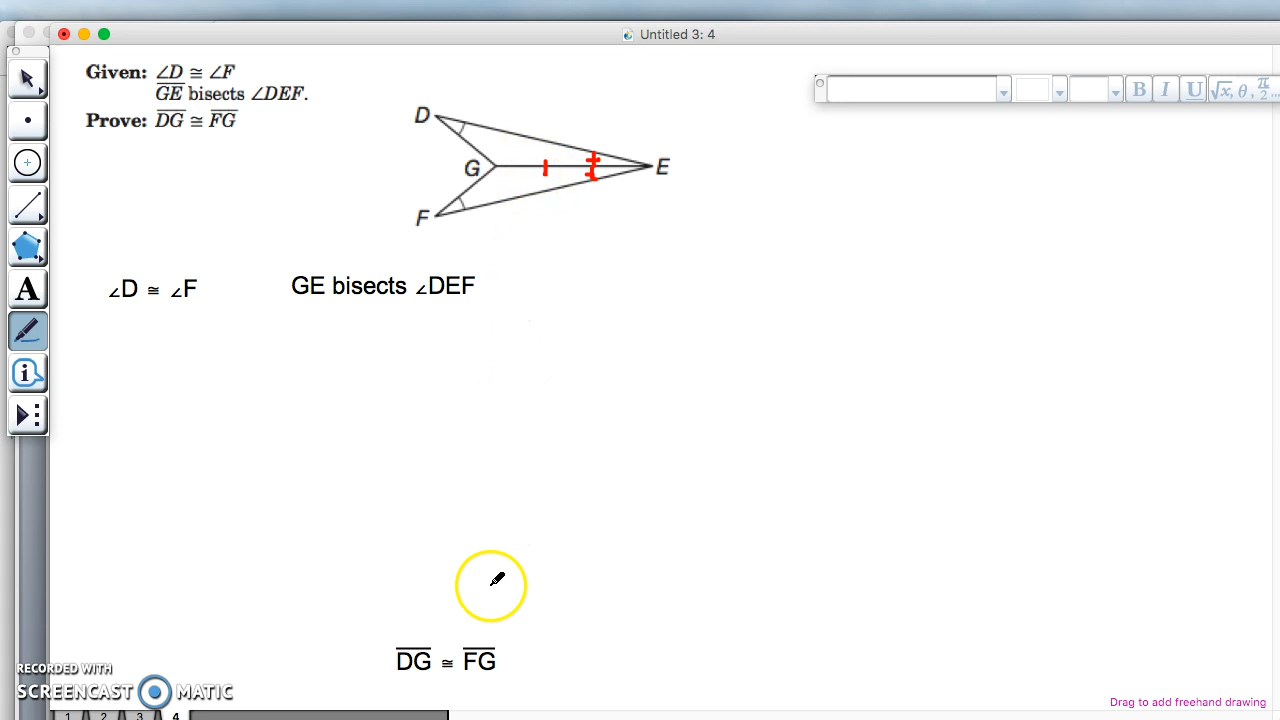 Untitled 3: 4
Given: ∠D ≅ ∠F
GE bisects ∠DEF.
Prove: DG ≅ FG
B I U √x, θ, π/2 ...
D
G
E
F
∠D ≅ ∠F
GE bisects ∠DEF
A
i
DG ≅ FG
RECORDED WITH
SCREENCAST MATIC
Drag to add freehand drawing
1 2 3 4